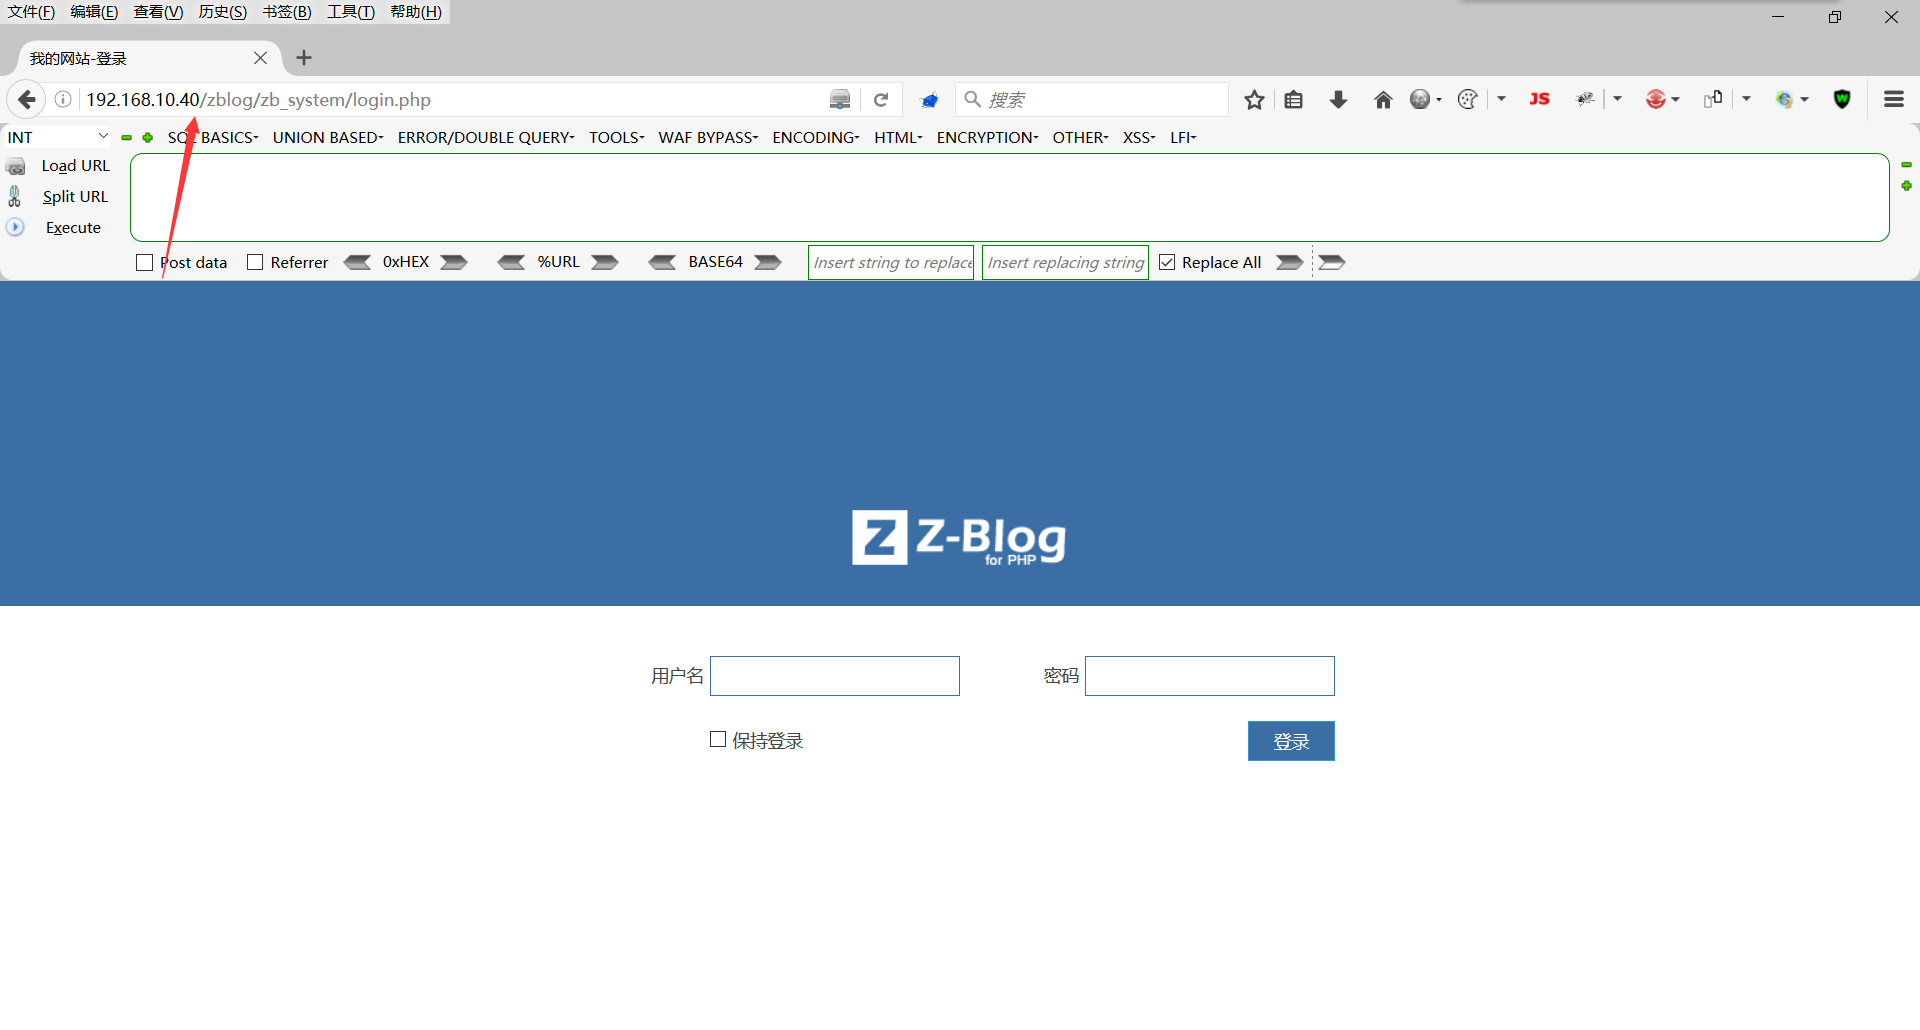 文件(F) 编辑(E) 查看(V) 历史(S) 书签(B) 工具(T) 帮助(H)
我的网站-登录
192.168.10.40/zblog/zb_system/login.php
搜索
JS
W
INT
SQL BASICS UNION BASED ERROR/DOUBLE QUERY TOOLS WAF BYPASS ENCODING HTML ENCRYPTION OTHER XSS LFI
Load URL
Split URL
Execute
Post data Referrer 0xHEX %URL BASE64 Insert string to replace Insert replacing string Replace All
Z Z-Blog
for PHP
用户名 密码
保持登录 登录